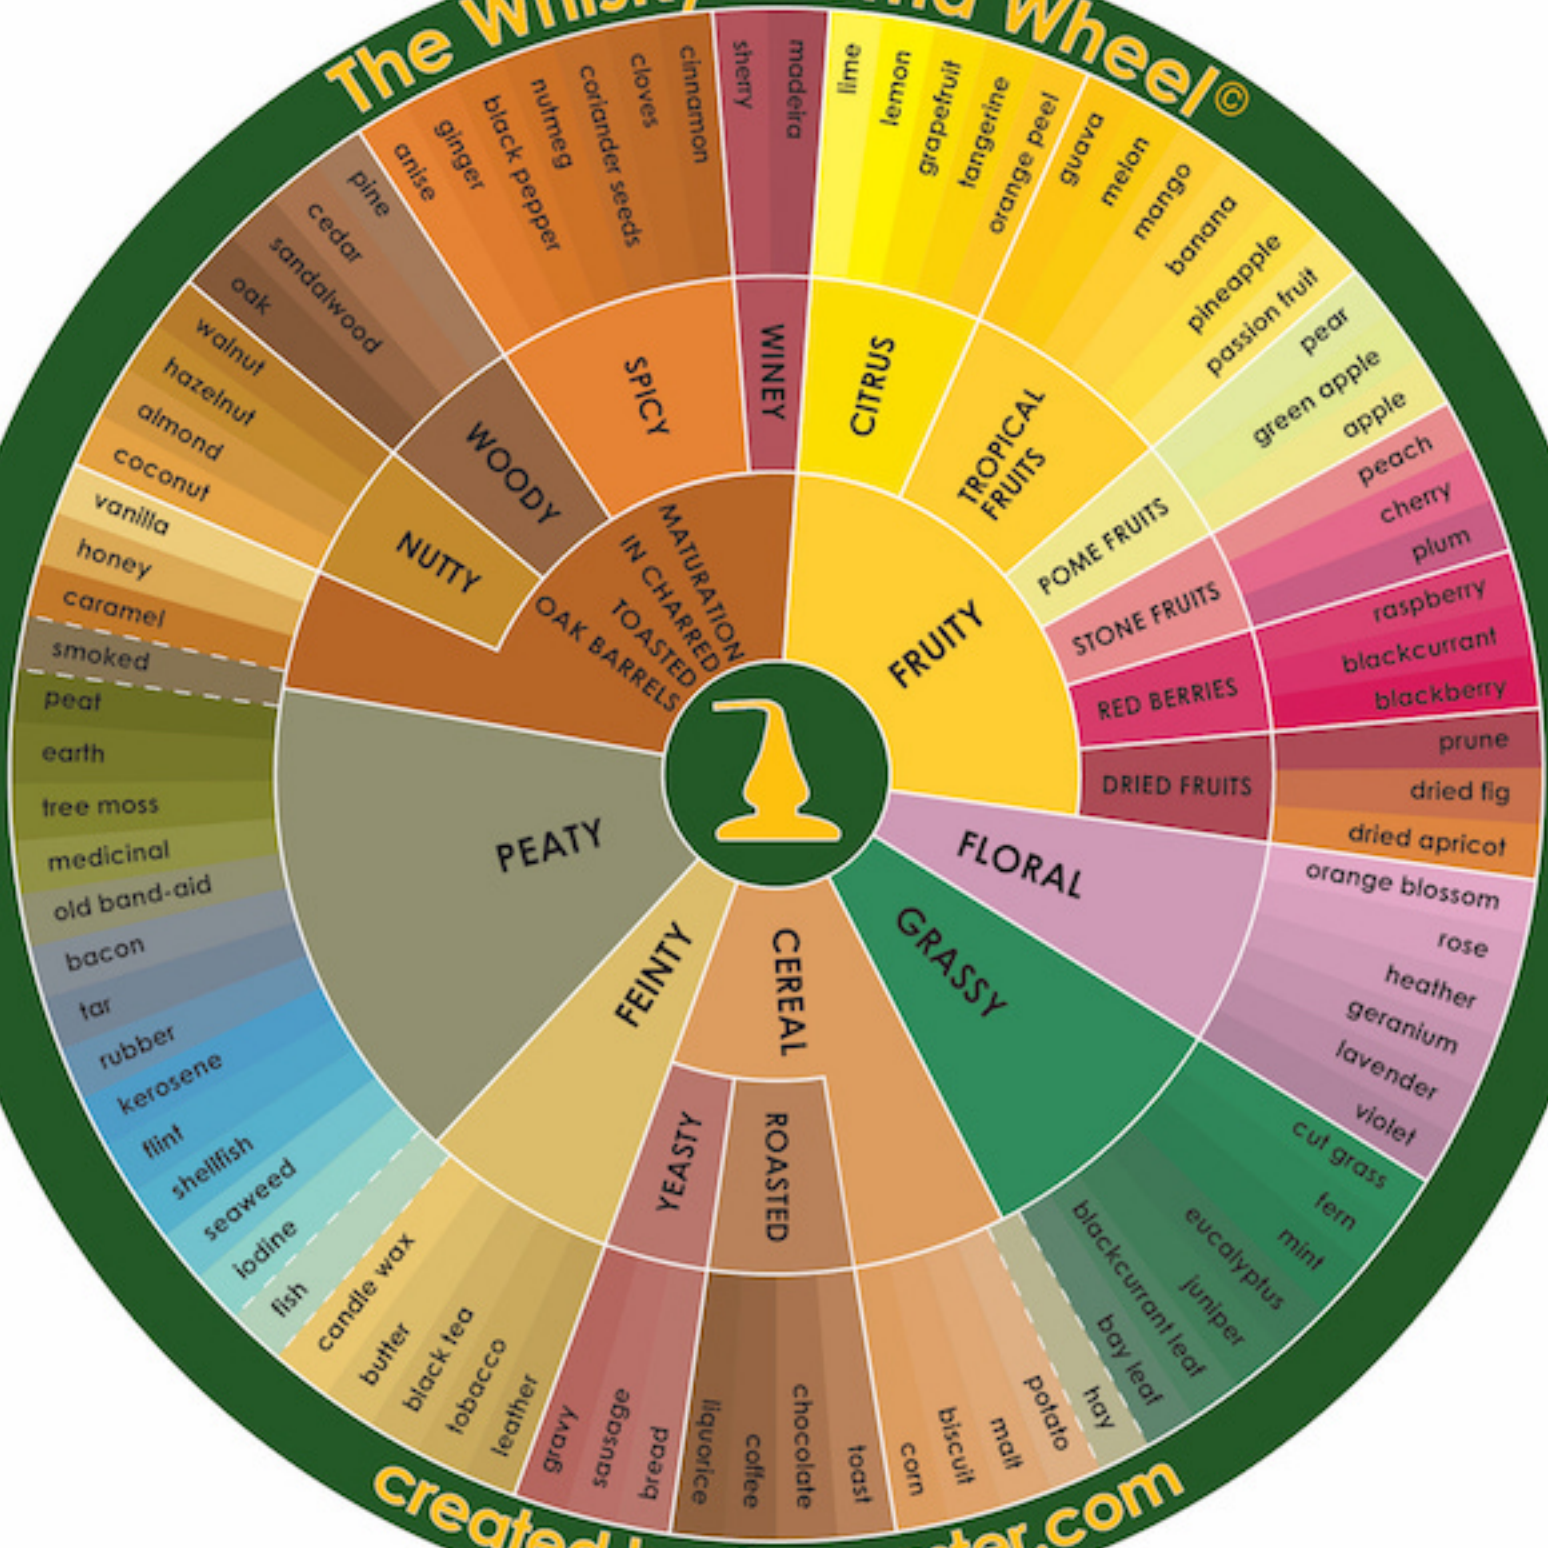 The Whisky
Wheel©
sherry
madeira
lime
lemon
grapefruit
tangerine
orange peel
guava
melon
mango
banana
pineapple
passion fruit
pear
green apple
apple
peach
cherry
plum
raspberry
blackcurrant
blackberry
prune
dried fig
dried apricot
orange blossom
rose
heather
geranium
lavender
violet
cut grass
fern
mint
eucalyptus
juniper
blackcurrant leaf
bay leaf
hay
potato
malt
biscuit
corn
toast
chocolate
coffee
liquorice
bread
sausage
gravy
leather
tobacco
black tea
butter
candle wax
fish
iodine
seaweed
shellfish
flint
kerosene
rubber
tar
bacon
old band-aid
medicinal
tree moss
earth
peat
smoked
caramel
honey
vanilla
coconut
almond
hazelnut
walnut
oak
sandalwood
cedar
pine
anise
ginger
black pepper
nutmeg
coriander seeds
cloves
cinnamon
WINEY
CITRUS
TROPICAL
FRUITS
POME FRUITS
STONE FRUITS
RED BERRIES
DRIED FRUITS
FRUITY
FLORAL
GRASSY
CEREAL
ROASTED
YEASTY
FEINTY
PEATY
NUTTY
WOODY
SPICY
MATURATION
IN CHARRED
TOASTED
OAK BARRELS
created
.com